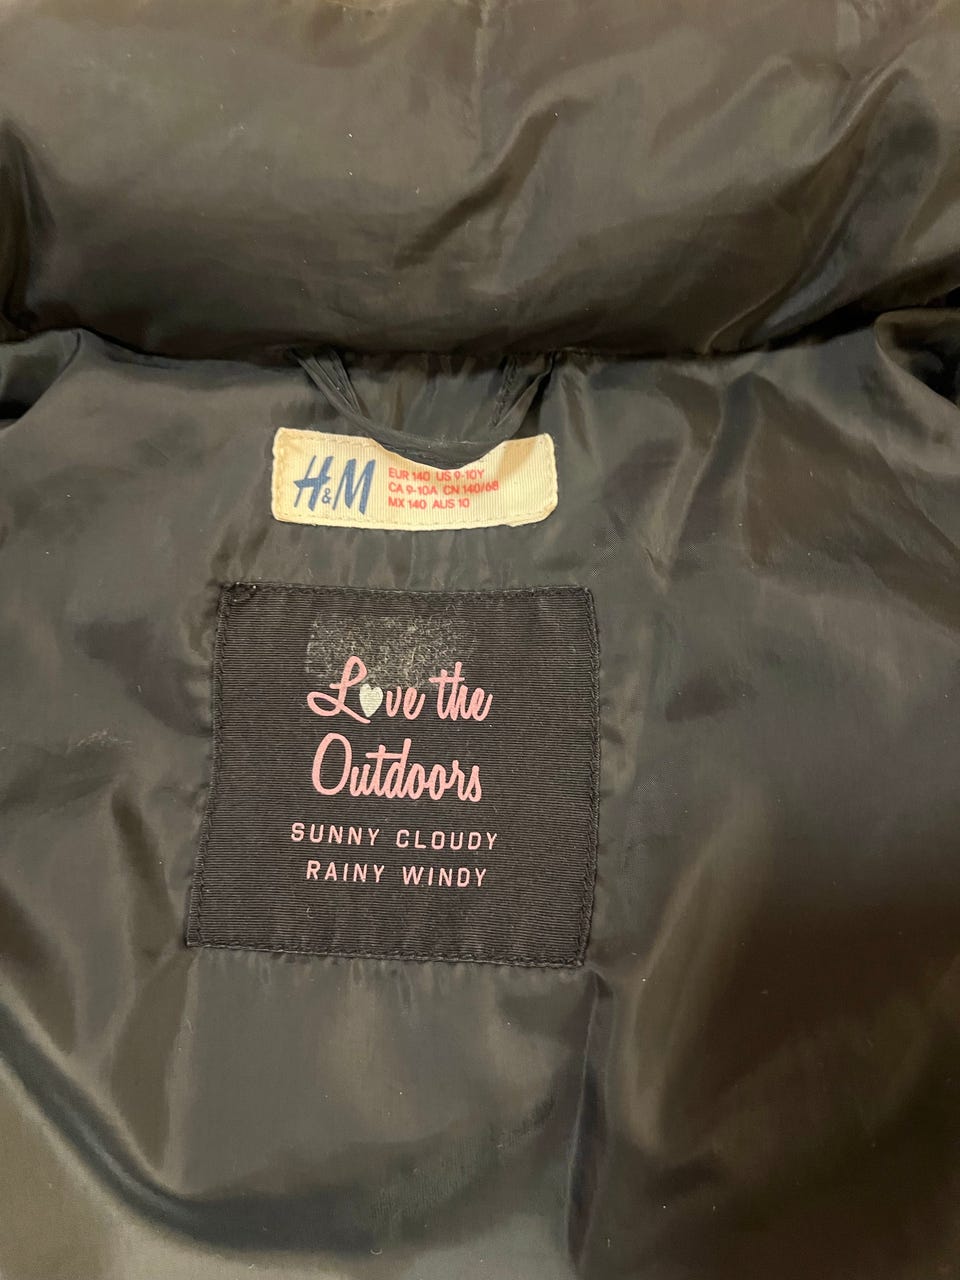 H&M
EUR 140 US 9-10Y
CA 9-10A CN 140/68
MX 140 AUS 10
Love the
Outdoors
SUNNY CLOUDY
RAINY WINDY